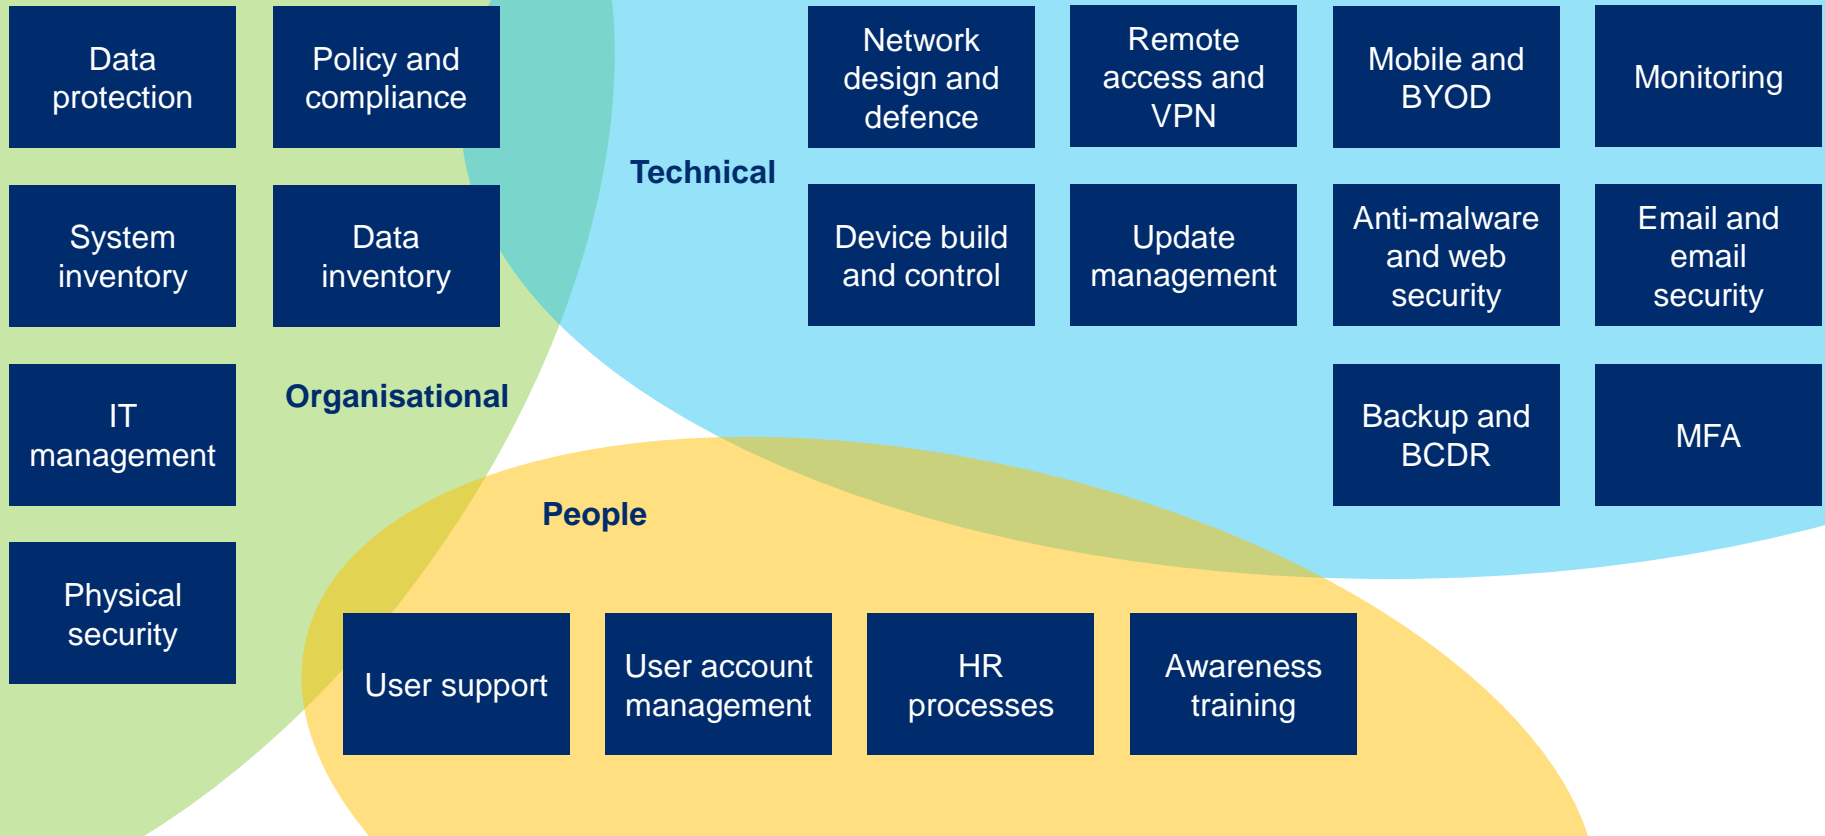 Data
protection
Policy and
compliance
System
inventory
Data
inventory
IT
management
Organisational
Physical
security
Technical
Network
design and
defence
Remote
access and
VPN
Mobile and
BYOD
Monitoring
Device build
and control
Update
management
Anti-malware
and web
security
Email and
email
security
Backup and
BCDR
MFA
People
User support
User account
management
HR
processes
Awareness
training